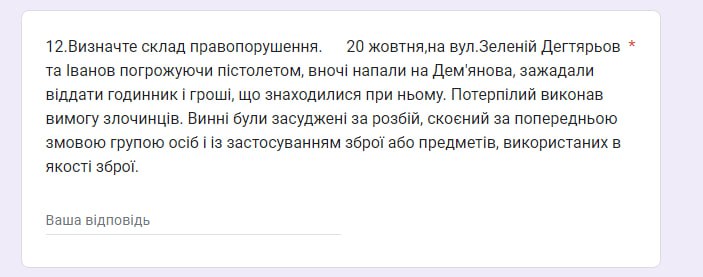 12.Визначте склад правопорушення. 20 жовтня,на вул.Зеленій Дегтярьов *
та Іванов погрожуючи пістолетом, вночі напали на Дем'янова, зажадали
віддати годинник і гроші, що знаходилися при ньому. Потерпілий виконав
вимогу злочинців. Винні були засуджені за розбій, скоєний за попередньою
змовою групою осіб і із застосуванням зброї або предметів, використаних в
якості зброї.
Ваша відповідь